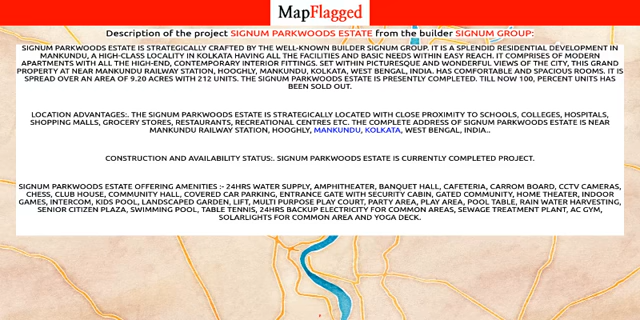 MapFlagged
Description of the project SIGNUM PARKWOODS ESTATE from the builder SIGNUM GROUP:
SIGNUM PARKWOODS ESTATE IS STRATEGICALLY CRAFTED BY THE WELL-KNOWN BUILDER SIGNUM GROUP. IT IS A SPLENDID RESIDENTIAL DEVELOPMENT IN
MANKUNDU, A HIGH-CLASS LOCALITY IN KOLKATA HAVING ALL THE FACILITIES AND BASIC NEEDS WITHIN EASY REACH. IT COMPRISES OF MODERN
APARTMENTS WITH ALL THE HIGH-END, CONTEMPORARY INTERIOR FITTINGS. SET WITHIN PICTURESQUE AND WONDERFUL VIEWS OF THE CITY, THIS GRAND
PROPERTY AT NEAR MANKUNDU RAILWAY STATION, HOOGHLY, MANKUNDU, KOLKATA, WEST BENGAL, INDIA. HAS COMFORTABLE AND SPACIOUS ROOMS. IT IS
SPREAD OVER AN AREA OF 9.20 ACRES WITH 212 UNITS. THE SIGNUM PARKWOODS ESTATE IS PRESENTLY COMPLETED. TILL NOW 100, PERCENT UNITS HAS
BEEN SOLD OUT.
LOCATION ADVANTAGES:. THE SIGNUM PARKWOODS ESTATE IS STRATEGICALLY LOCATED WITH CLOSE PROXIMITY TO SCHOOLS, COLLEGES, HOSPITALS,
SHOPPING MALLS, GROCERY STORES, RESTAURANTS, RECREATIONAL CENTRES ETC. THE COMPLETE ADDRESS OF SIGNUM PARKWOODS ESTATE IS NEAR
MANKUNDU RAILWAY STATION, HOOGHLY, MANKUNDU, KOLKATA, WEST BENGAL, INDIA..
CONSTRUCTION AND AVAILABILITY STATUS:. SIGNUM PARKWOODS ESTATE IS CURRENTLY COMPLETED PROJECT.
SIGNUM PARKWOODS ESTATE OFFERING AMENITIES :- 24HRS WATER SUPPLY, AMPHITHEATER, BANQUET HALL, CAFETERIA, CARROM BOARD, CCTV CAMERAS,
CHESS, CLUB HOUSE, COMMUNITY HALL, COVERED CAR PARKING, ENTRANCE GATE WITH SECURITY CABIN, GATED COMMUNITY, HOME THEATER, INDOOR
GAMES, INTERCOM, KIDS POOL, LANDSCAPED GARDEN, LIFT, MULTI PURPOSE PLAY COURT, PARTY AREA, PLAY AREA, POOL TABLE, RAIN WATER HARVESTING,
SENIOR CITIZEN PLAZA, SWIMMING POOL, TABLE TENNIS, 24HRS BACKUP ELECTRICITY FOR COMMON AREAS, SEWAGE TREATMENT PLANT, AC GYM,
SOLARLIGHTS FOR COMMON AREA AND YOGA DECK.